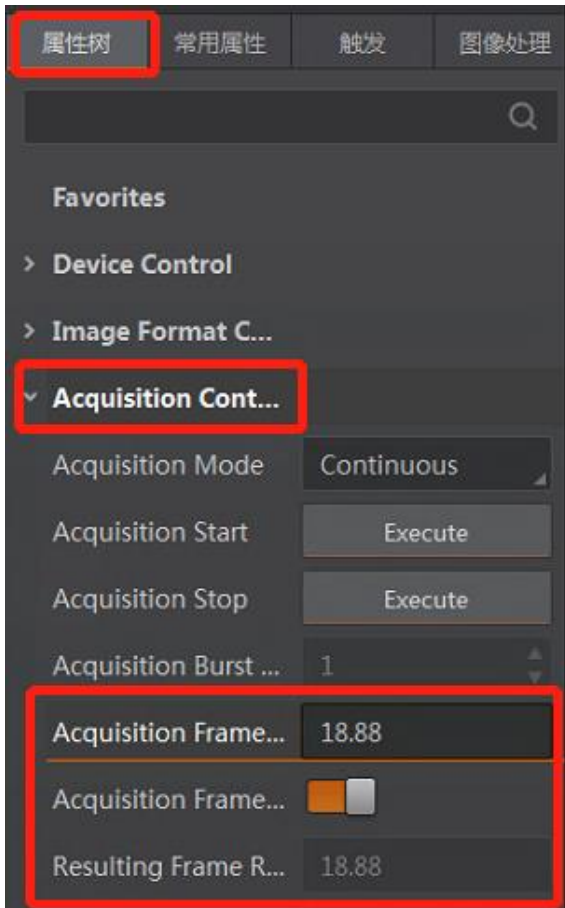 属性树 常用属性 触发 图像处理
Favorites
Device Control
Image Format C...
Acquisition Cont...
Acquisition Mode Continuous
Acquisition Start Execute
Acquisition Stop Execute
Acquisition Burst ... 1
Acquisition Frame... 18.88
Acquisition Frame...
Resulting Frame R... 18.88